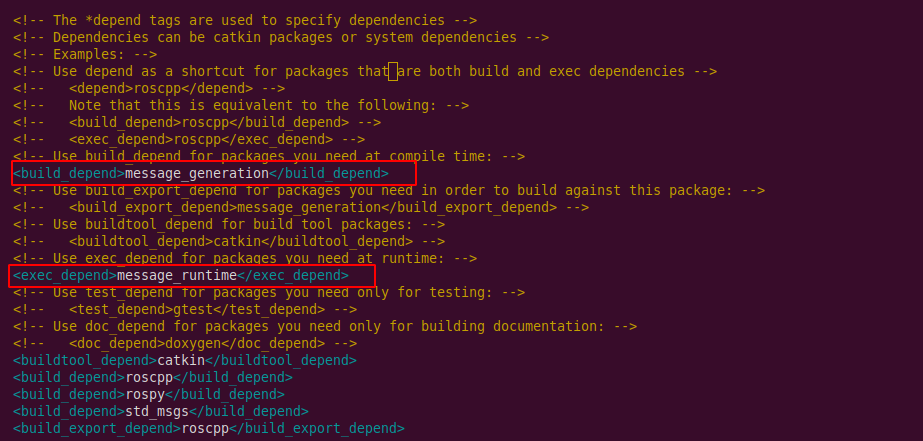 <!-- The *depend tags are used to specify dependencies -->
<!-- Dependencies can be catkin packages or system dependencies -->
<!-- Examples: -->
<!-- Use depend as a shortcut for packages that are both build and exec dependencies -->
<!--   <depend>roscpp</depend> -->
<!--   Note that this is equivalent to the following: -->
<!--   <build_depend>roscpp</build_depend> -->
<!--   <exec_depend>roscpp</exec_depend> -->
<!-- Use build_depend for packages you need at compile time: -->
<build_depend>message_generation</build_depend>
<!-- Use build_export_depend for packages you need in order to build against this package: -->
<!--   <build_export_depend>message_generation</build_export_depend> -->
<!-- Use buildtool_depend for build tool packages: -->
<!--   <buildtool_depend>catkin</buildtool_depend> -->
<!-- Use exec_depend for packages you need at runtime: -->
<exec_depend>message_runtime</exec_depend>
<!-- Use test_depend for packages you need only for testing: -->
<!--   <test_depend>gtest</test_depend> -->
<!-- Use doc_depend for packages you need only for building documentation: -->
<!--   <doc_depend>doxygen</doc_depend> -->
<buildtool_depend>catkin</buildtool_depend>
<build_depend>roscpp</build_depend>
<build_depend>rospy</build_depend>
<build_depend>std_msgs</build_depend>
<build_export_depend>roscpp</build_export_depend>